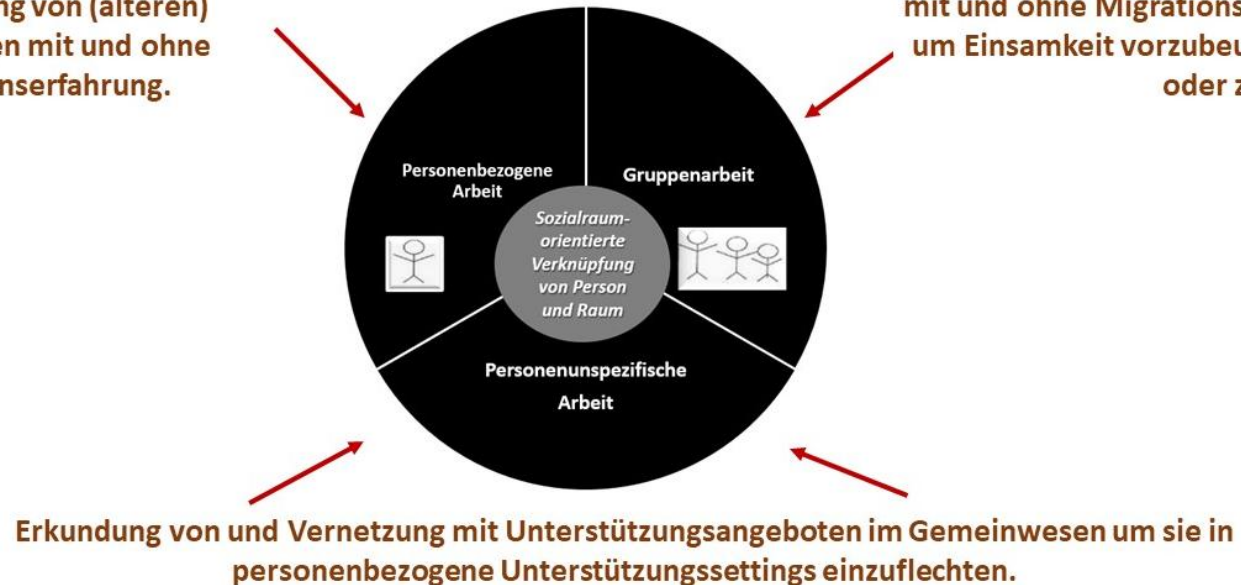 ng von (älteren)
en mit und ohne
nserfahrung.
mit und ohne Migrations
um Einsamkeit vorzubeu
oder z
Personenbezogene
Arbeit
Gruppenarbeit
Sozialraum-
orientierte
Verknüpfung
von Person
und Raum
Personenunspezifische
Arbeit
Erkundung von und Vernetzung mit Unterstützungsangeboten im Gemeinwesen um sie in
personenbezogene Unterstützungssettings einzuflechten.